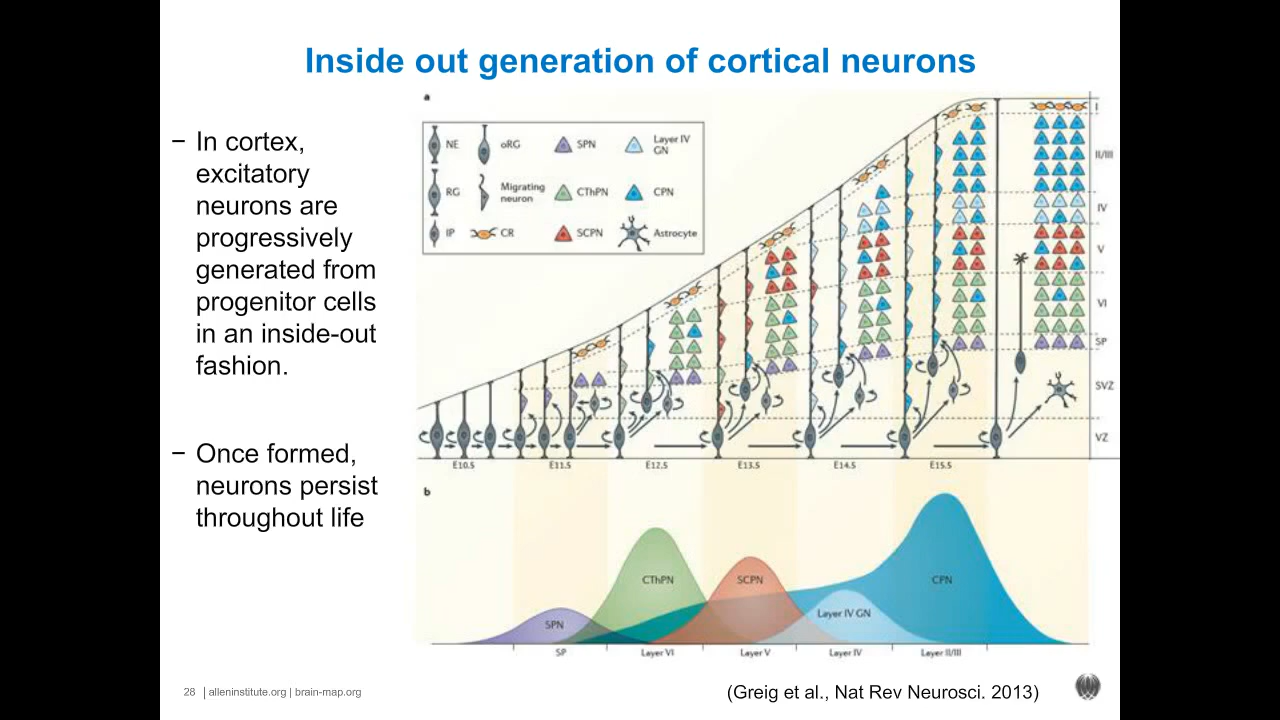 Inside out generation of cortical neurons
− In cortex,
excitatory
neurons are
progressively
generated from
progenitor cells
in an inside-out
fashion.
− Once formed,
neurons persist
throughout life
a
NE
oRG
SPN
Layer IV
GN
RG
Migrating
neuron
CThPN
CPN
IP
CR
SCPN
Astrocyte
I
II/III
IV
V
VI
SP
SVZ
VZ
E10.5 E11.5 E12.5 E13.5 E14.5 E15.5
b
SPN
CThPN
SCPN
Layer IV GN
CPN
SP Layer VI Layer V Layer IV Layer II/III
28 | alleninstitute.org | brain-map.org
(Greig et al., Nat Rev Neurosci. 2013)